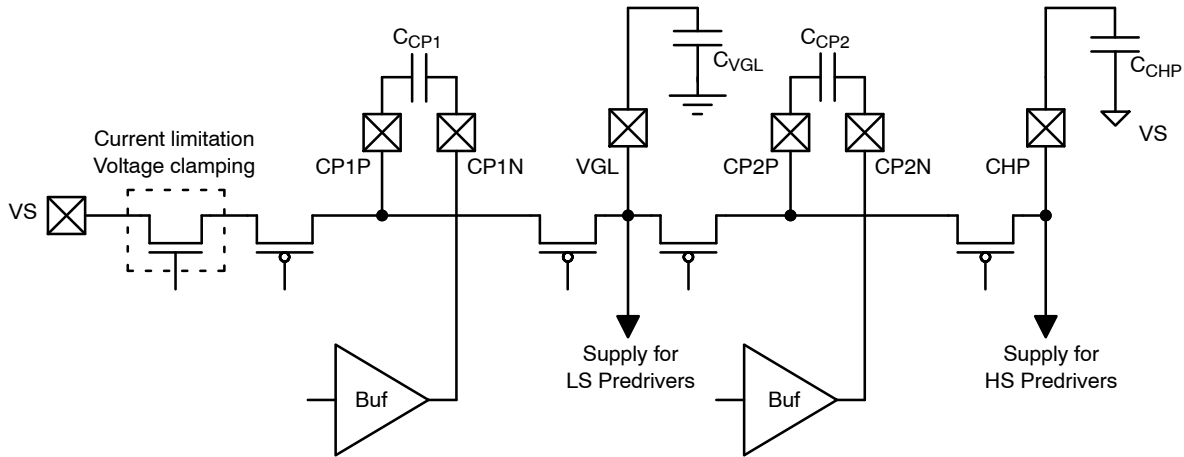 C_CP1
C_CP2
C_VGL
C_CHP
VS
Current limitation
Voltage clamping
CP1P
CP1N
VGL
CP2P
CP2N
CHP
VS
Supply for
LS Predrivers
Supply for
HS Predrivers
Buf
Buf